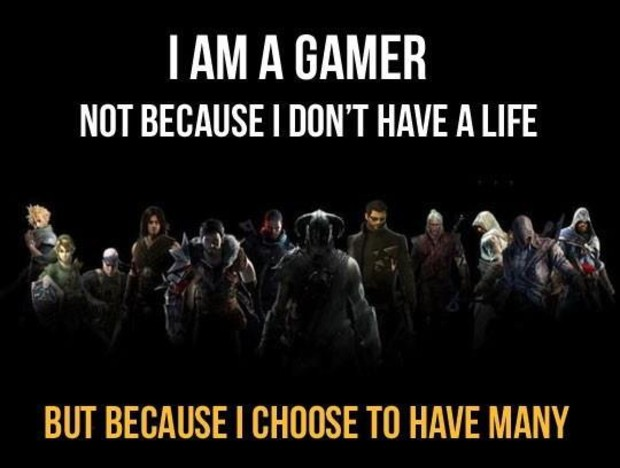 I AM A GAMER
NOT BECAUSE I DON'T HAVE A LIFE
BUT BECAUSE I CHOOSE TO HAVE MANY